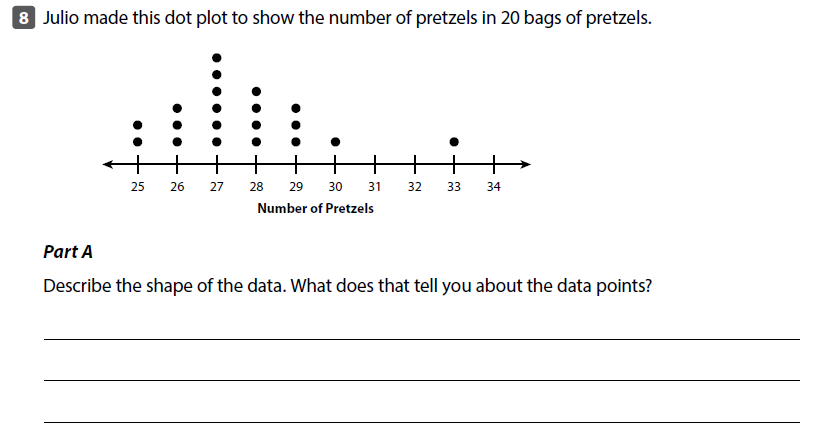 8 Julio made this dot plot to show the number of pretzels in 20 bags of pretzels.
25 26 27 28 29 30 31 32 33 34
Number of Pretzels
Part A
Describe the shape of the data. What does that tell you about the data points?